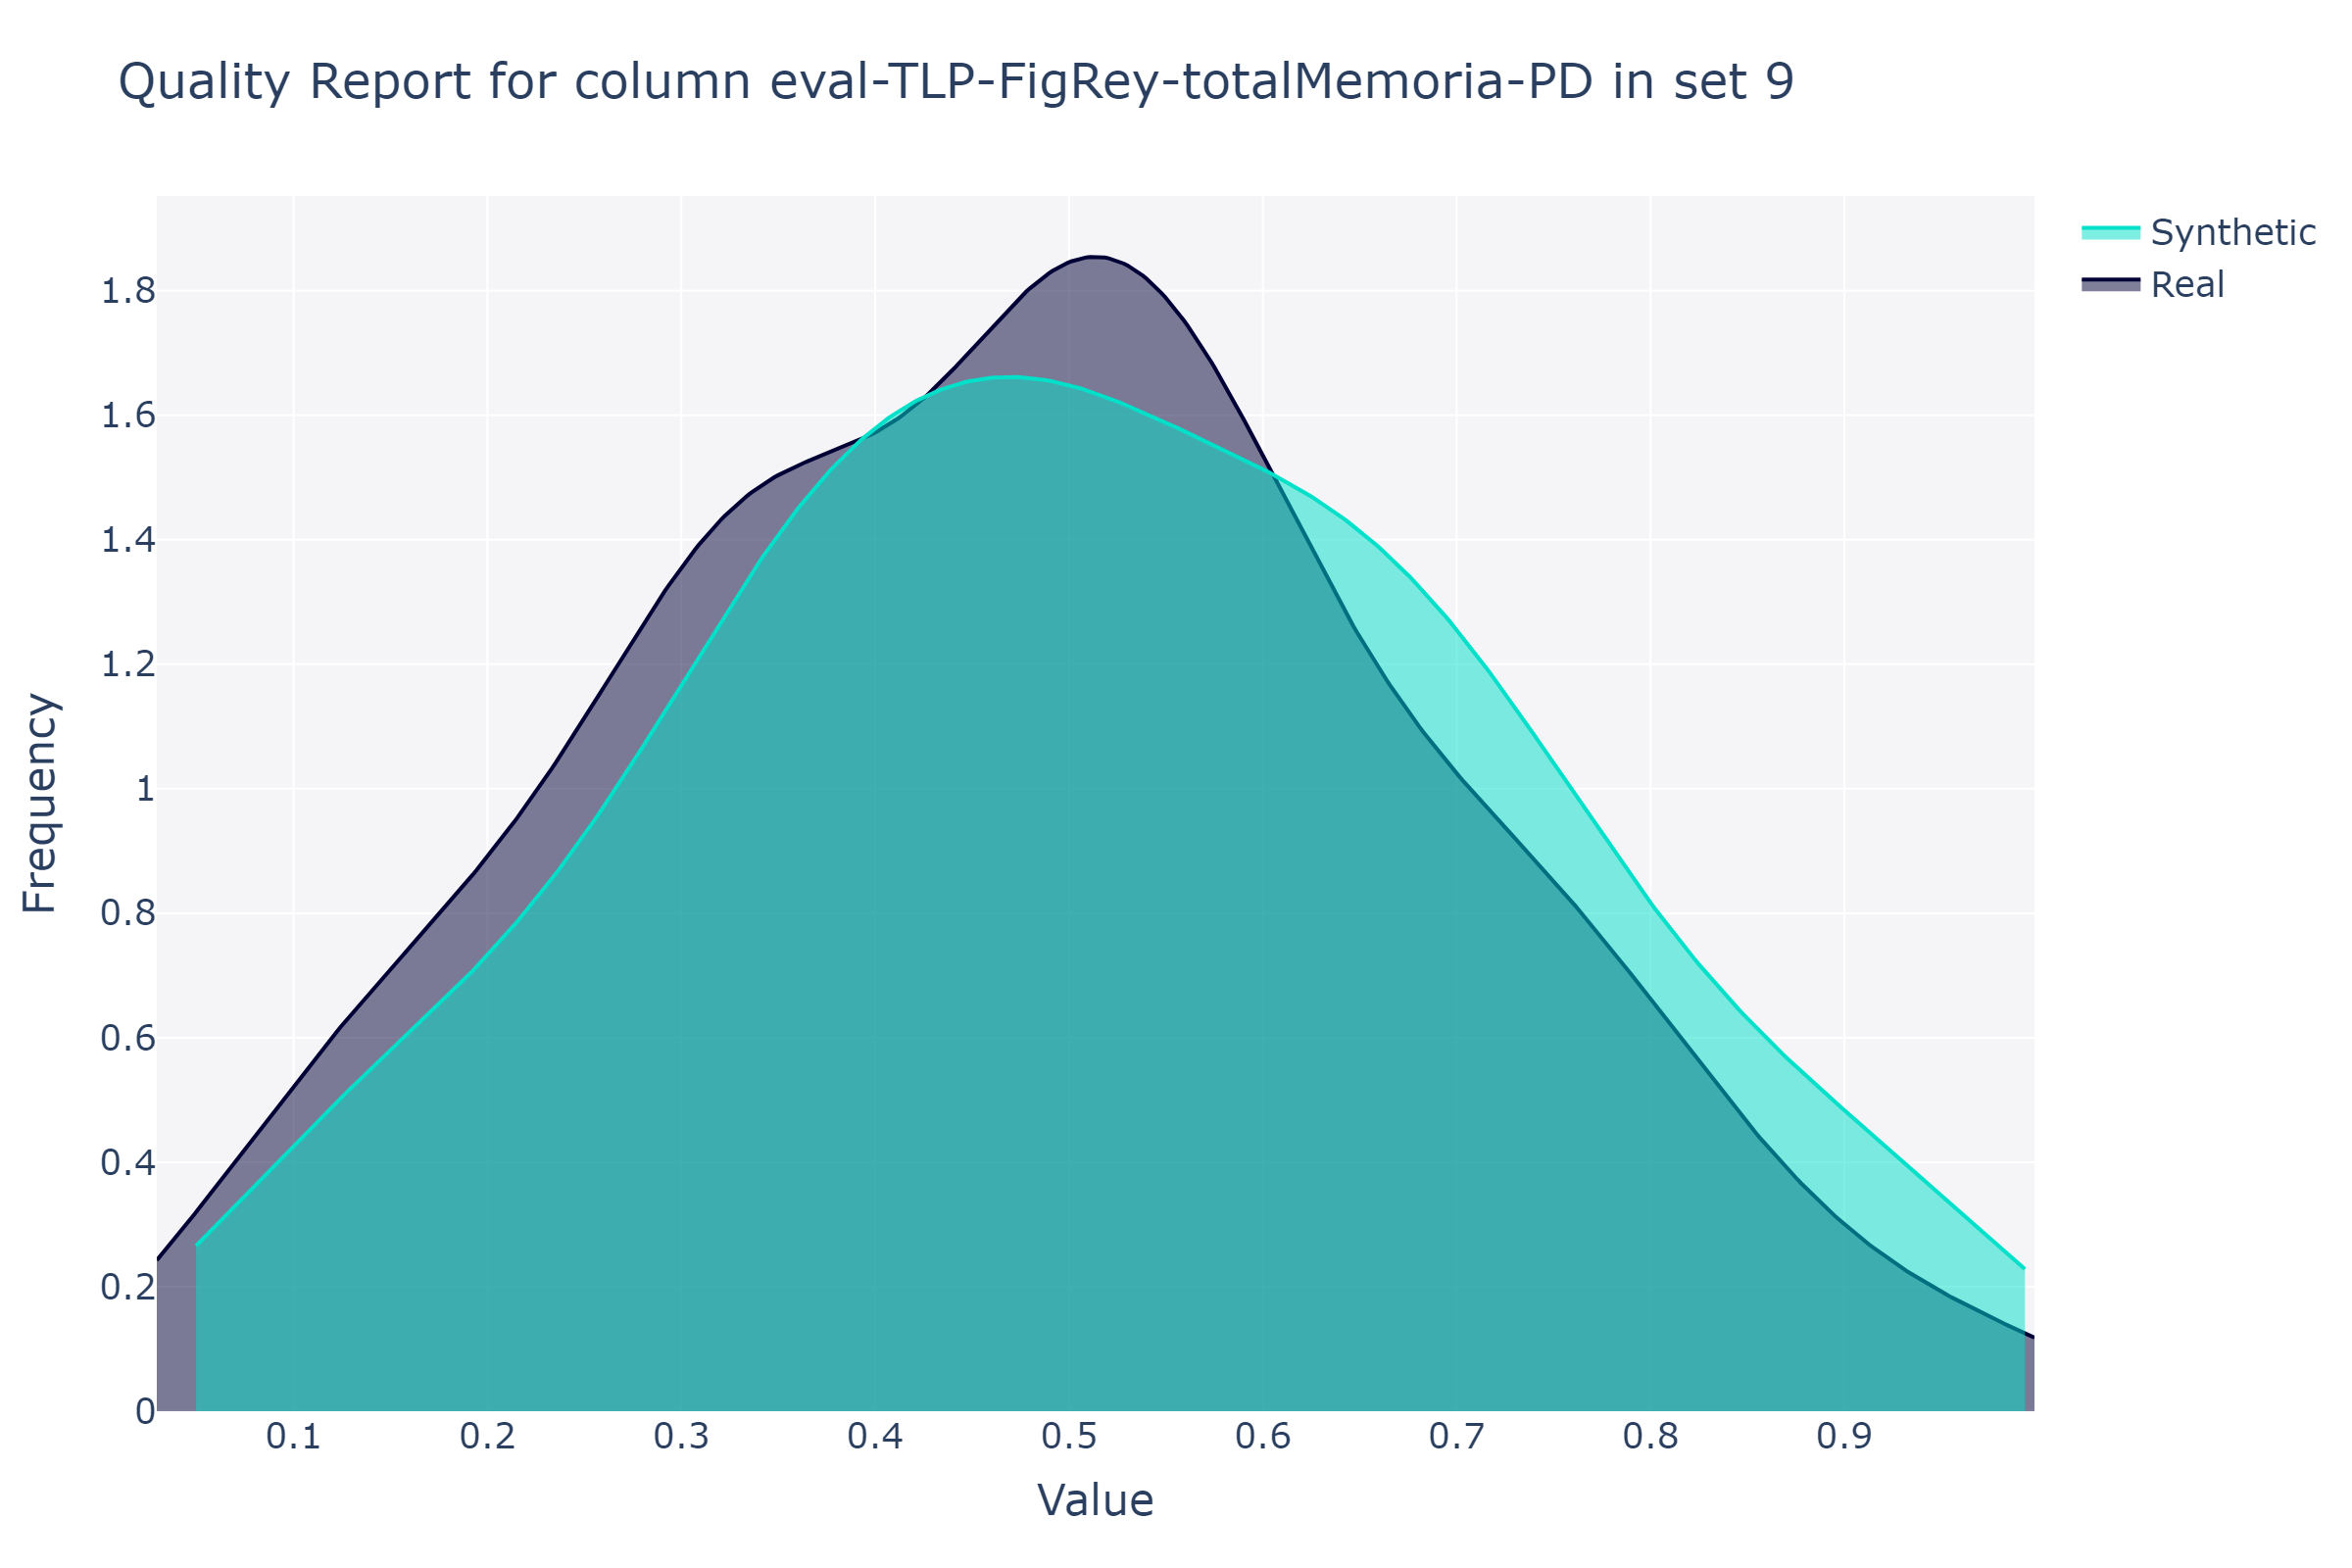 Quality Report for column eval-TLP-FigRey-totalMemoria-PD in set 9
Synthetic
Real
1.8
1.6
1.4
1.2
1
0.8
0.6
0.4
0.2
0
Frequency
0.1 0.2 0.3 0.4 0.5 0.6 0.7 0.8 0.9
Value